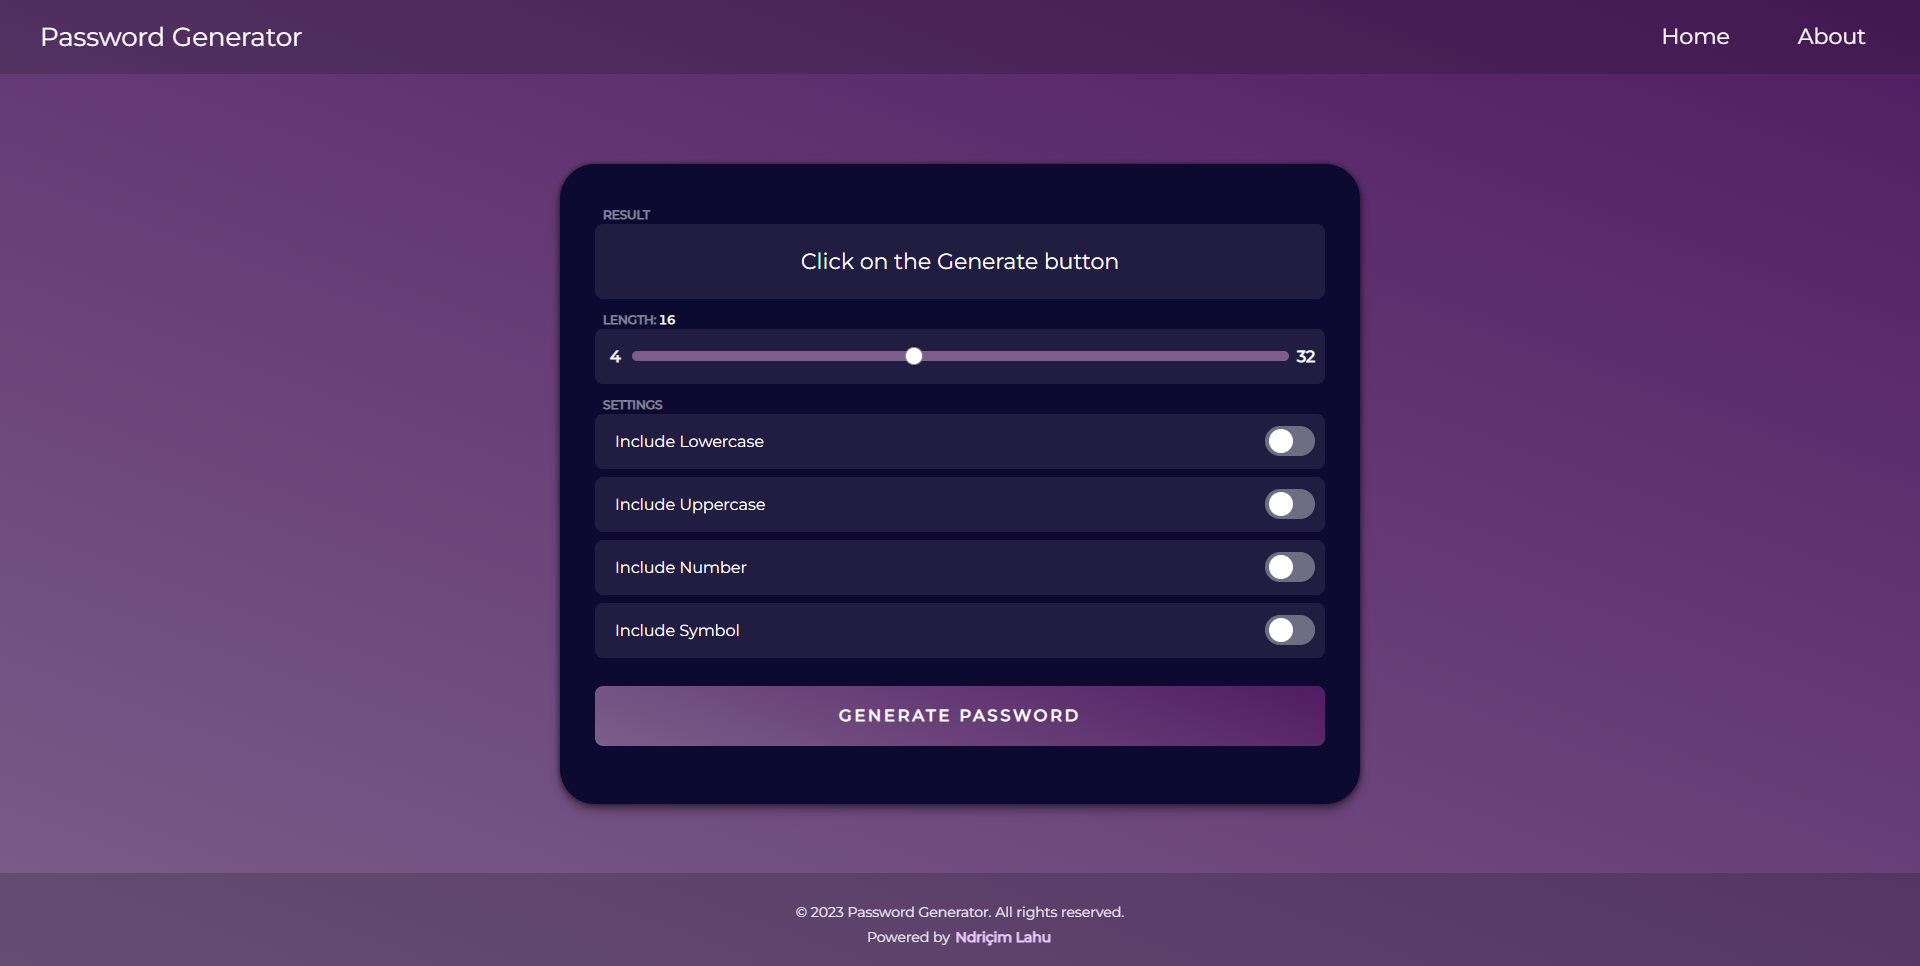 Password Generator
Home
About
RESULT
Click on the Generate button
LENGTH: 16
4
32
SETTINGS
Include Lowercase
Include Uppercase
Include Number
Include Symbol
GENERATE PASSWORD
© 2023 Password Generator. All rights reserved.
Powered by Ndriçim Lahu